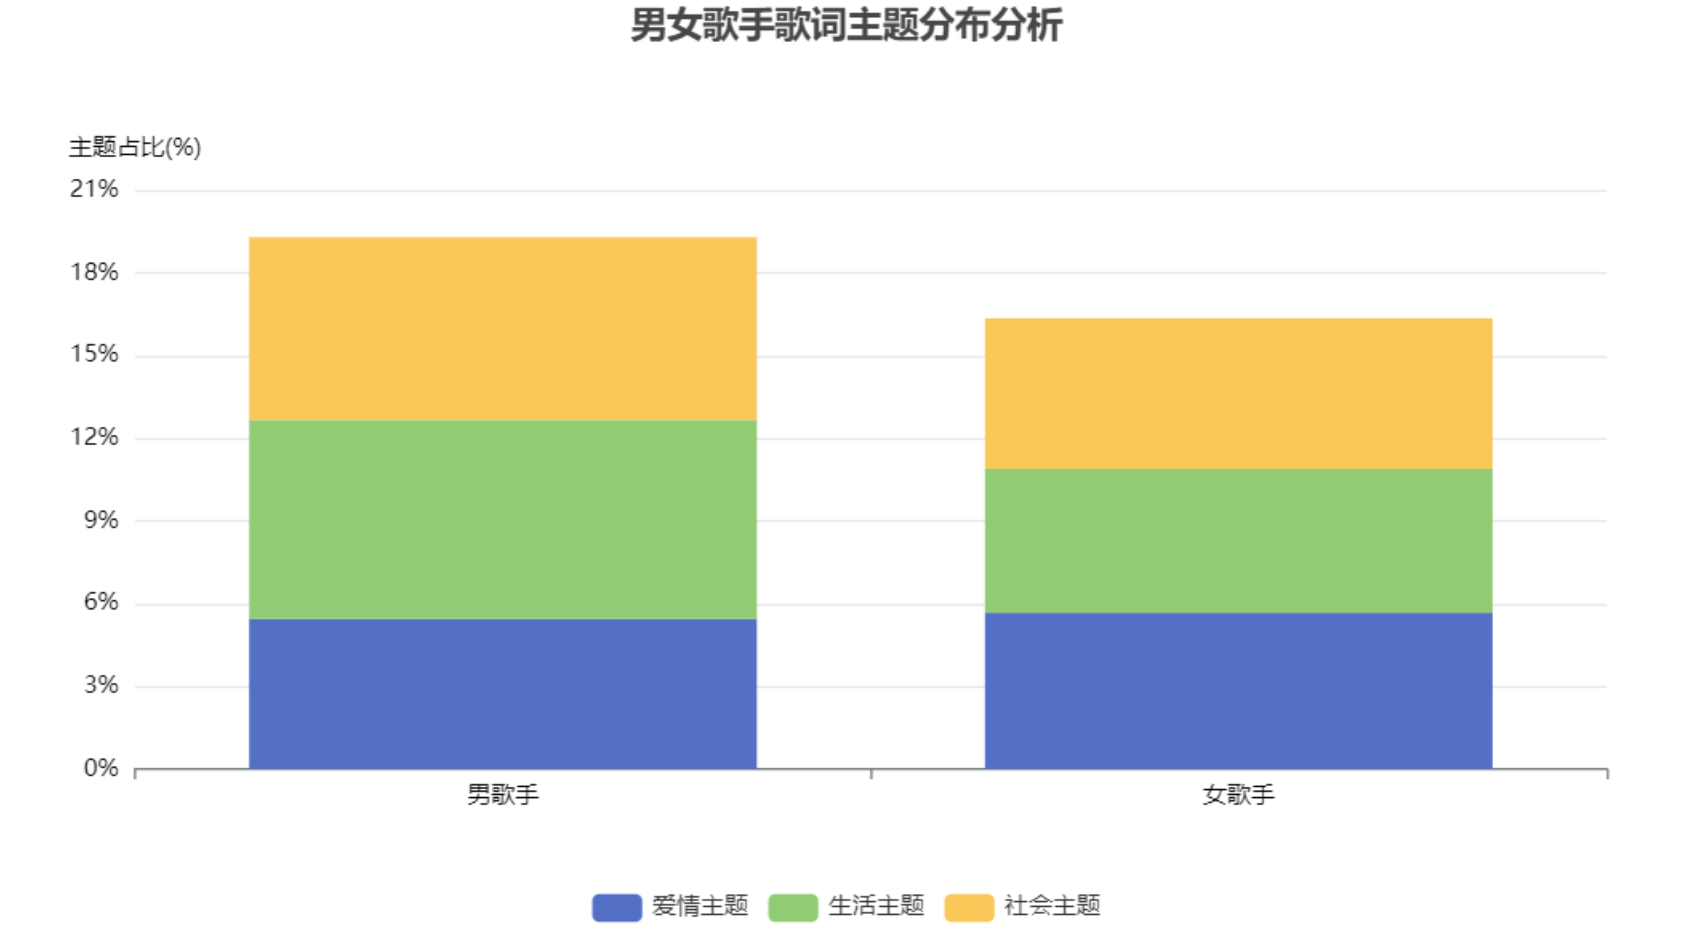 男女歌手歌词主题分布分析
主题占比(%)
21%
18%
15%
12%
9%
6%
3%
0%
男歌手 女歌手
爱情主题 生活主题 社会主题